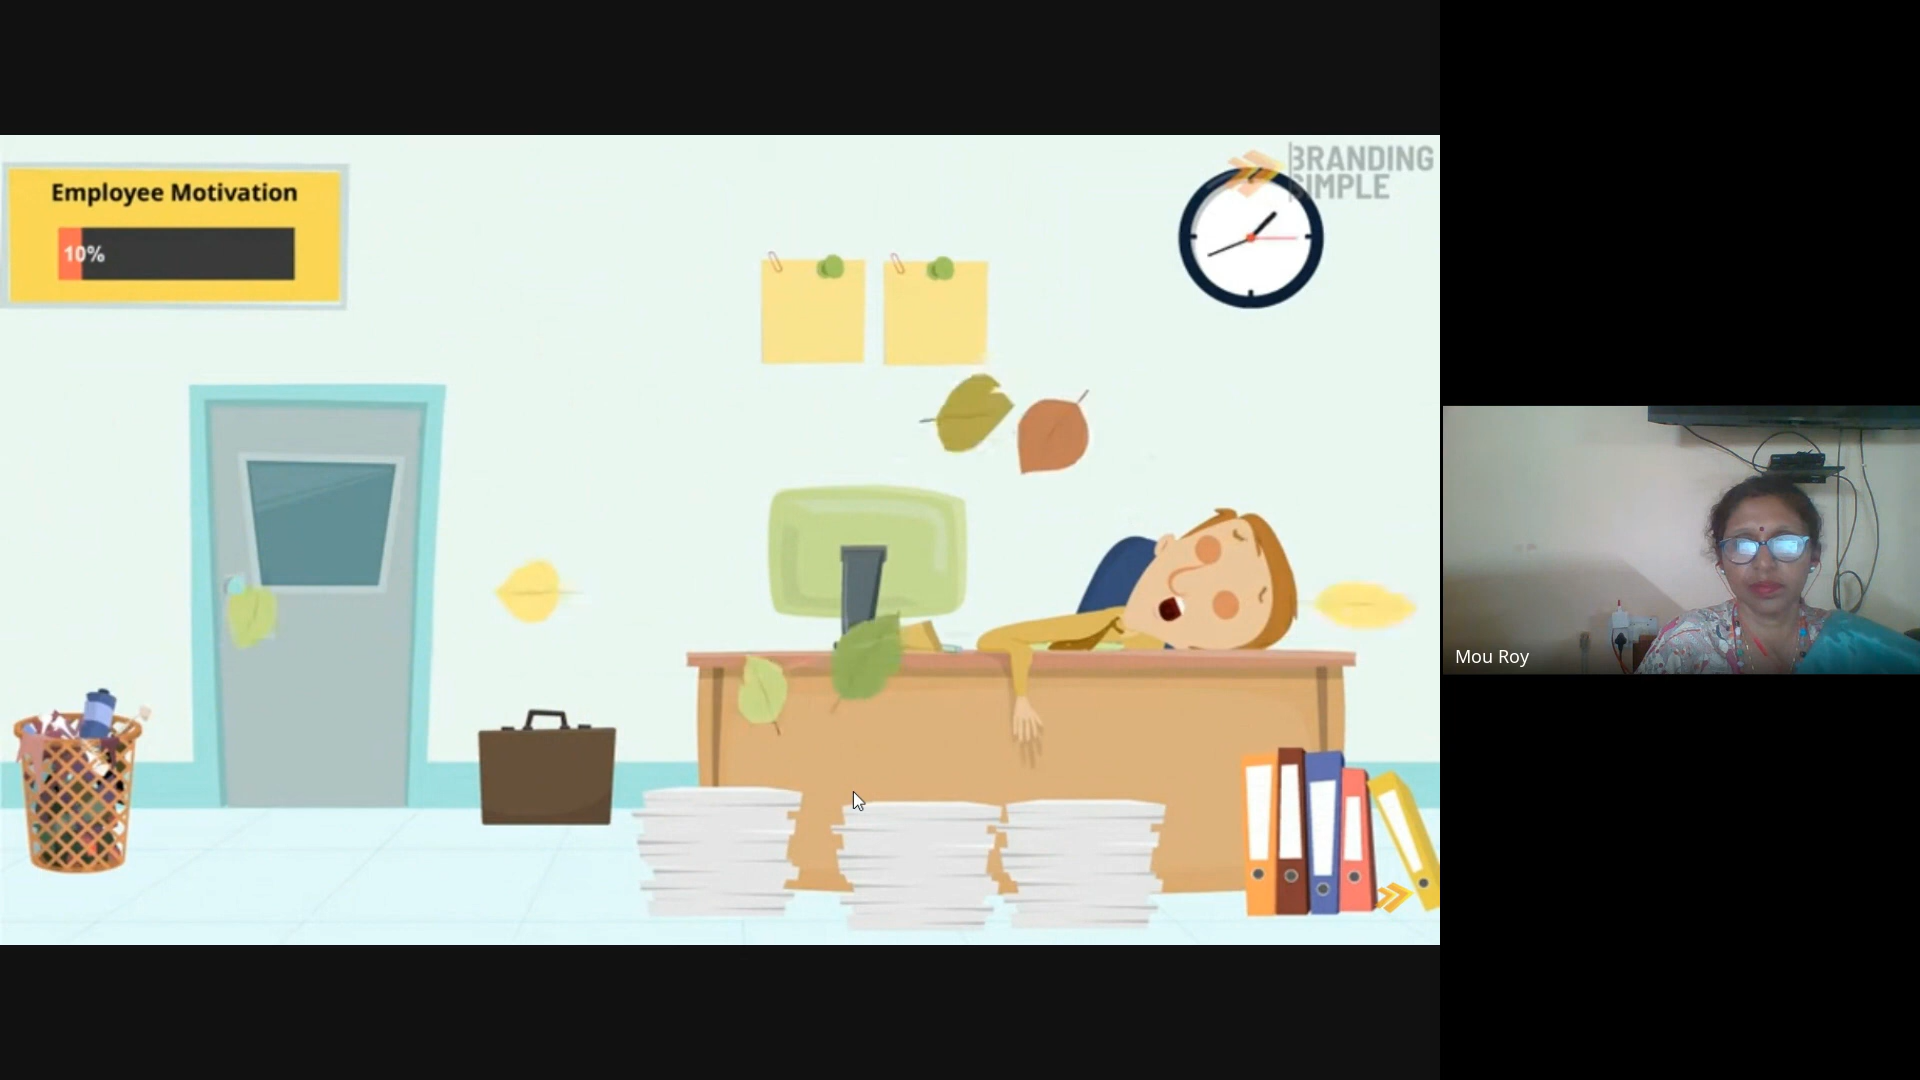 Employee Motivation
10%
BRANDING
SIMPLE
Mou Roy